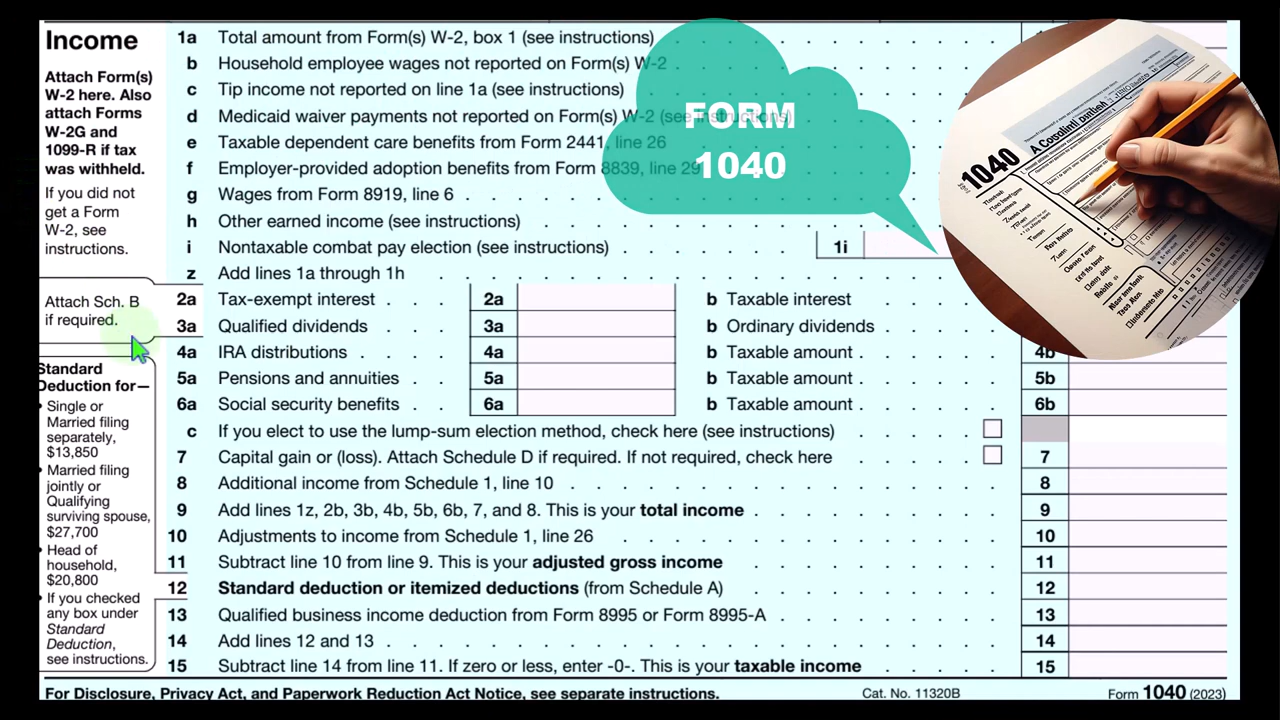 Income
Attach Form(s)
W-2 here. Also
attach Forms
W-2G and
1099-R if tax
was withheld.
If you did not
get a Form
W-2, see
instructions.
Attach Sch. B
if required.
Standard
Deduction for—
• Single or
Married filing
separately,
$13,850
• Married filing
jointly or
Qualifying
surviving spouse,
$27,700
• Head of
household,
$20,800
• If you checked
any box under
Standard
Deduction,
see instructions.
1a Total amount from Form(s) W-2, box 1 (see instructions)
b Household employee wages not reported on Form(s) W-2
c Tip income not reported on line 1a (see instructions)
d Medicaid waiver payments not reported on Form(s) W-2 (see instructions)
e Taxable dependent care benefits from Form 2441, line 26
f Employer-provided adoption benefits from Form 8839, line 29
g Wages from Form 8919, line 6
h Other earned income (see instructions)
i Nontaxable combat pay election (see instructions) 1i
z Add lines 1a through 1h
2a Tax-exempt interest 2a b Taxable interest
3a Qualified dividends 3a b Ordinary dividends
4a IRA distributions 4a b Taxable amount 4b
5a Pensions and annuities 5a b Taxable amount 5b
6a Social security benefits 6a b Taxable amount 6b
c If you elect to use the lump-sum election method, check here (see instructions)
7 Capital gain or (loss). Attach Schedule D if required. If not required, check here 7
8 Additional income from Schedule 1, line 10 8
9 Add lines 1z, 2b, 3b, 4b, 5b, 6b, 7, and 8. This is your total income 9
10 Adjustments to income from Schedule 1, line 26 10
11 Subtract line 10 from line 9. This is your adjusted gross income 11
12 Standard deduction or itemized deductions (from Schedule A) 12
13 Qualified business income deduction from Form 8995 or Form 8995-A 13
14 Add lines 12 and 13 14
15 Subtract line 14 from line 11. If zero or less, enter -0-. This is your taxable income 15
For Disclosure, Privacy Act, and Paperwork Reduction Act Notice, see separate instructions. Cat. No. 11320B Form 1040 (2023)
FORM
1040
1040